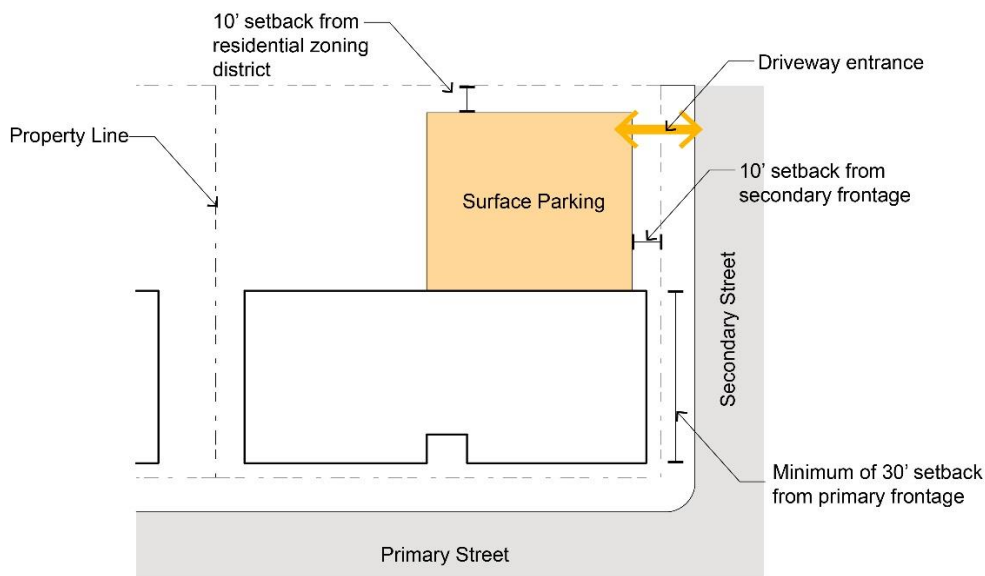 10’ setback from
residential zoning
district
Driveway entrance
Property Line
10’ setback from
secondary frontage
Surface Parking
Secondary Street
Minimum of 30’ setback
from primary frontage
Primary Street